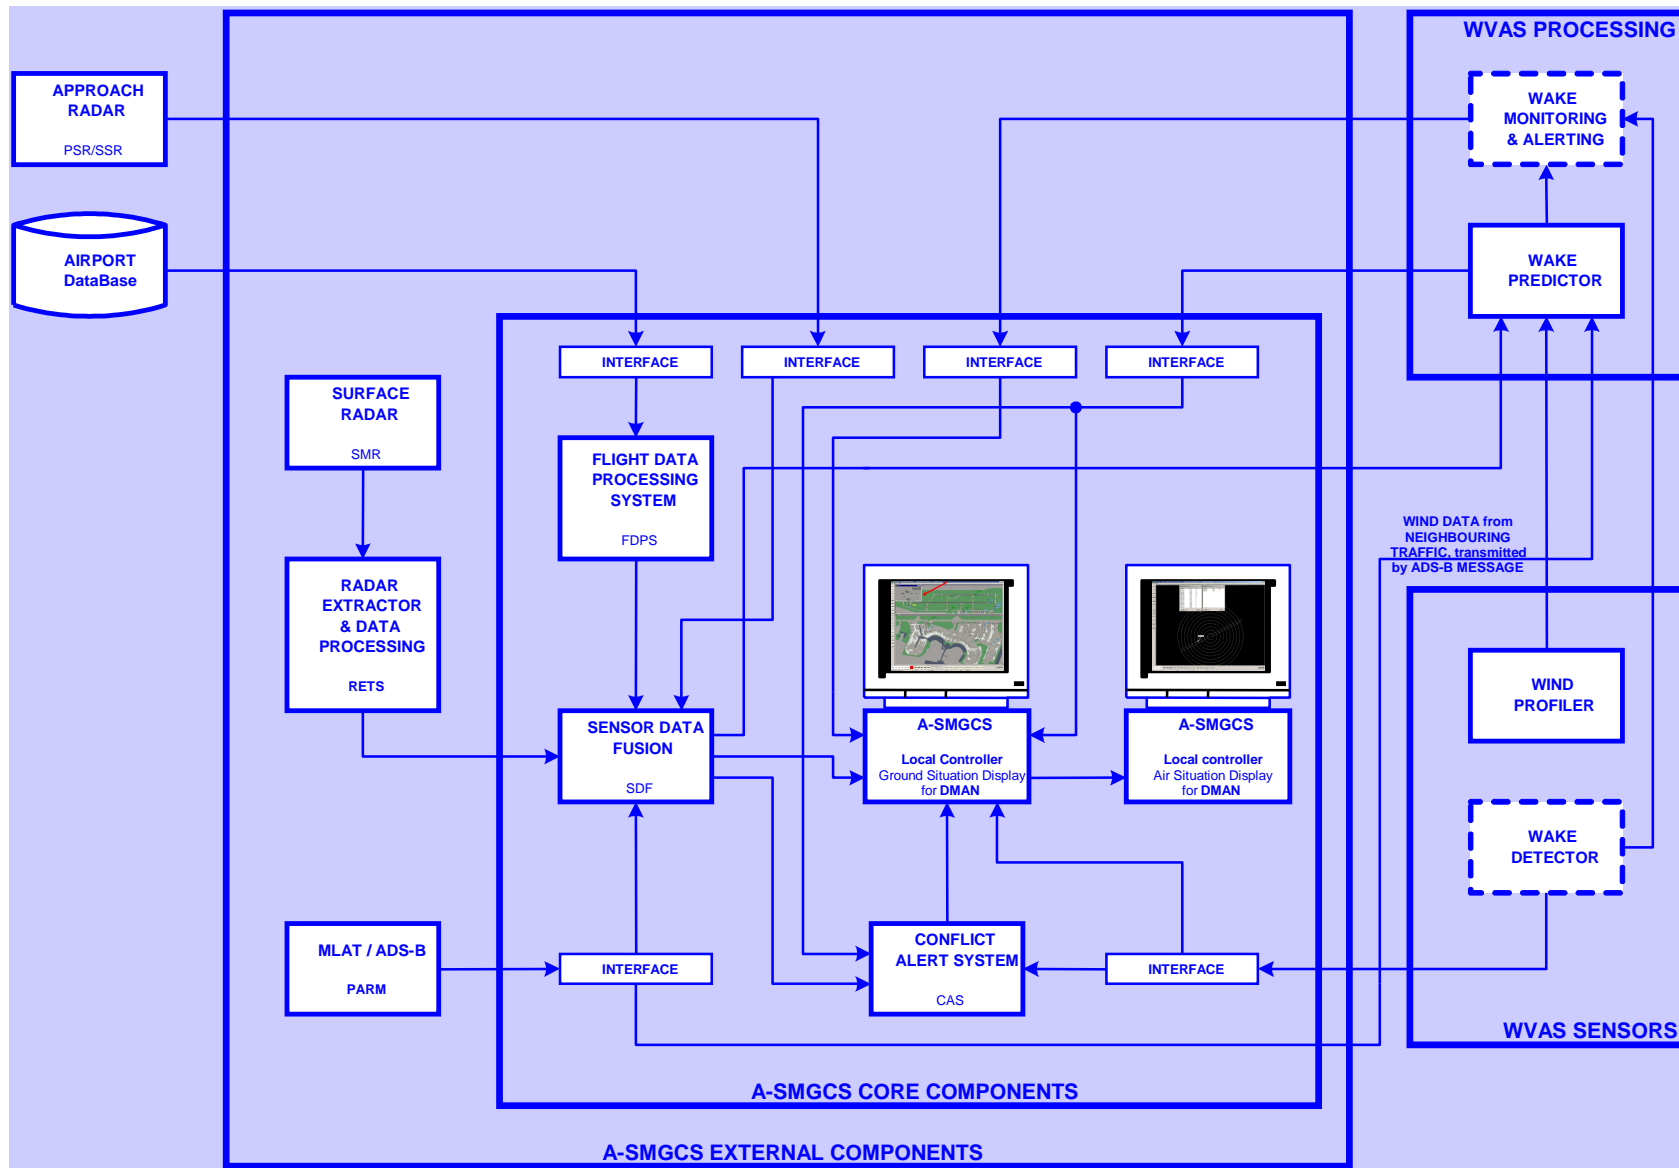 WVAS PROCESSING
APPROACH
RADAR
PSR/SSR
WAKE
MONITORING
& ALERTING
AIRPORT
DataBase
WAKE
PREDICTOR
INTERFACE
INTERFACE
INTERFACE
INTERFACE
SURFACE
RADAR
SMR
FLIGHT DATA
PROCESSING
SYSTEM
FDPS
WIND DATA from
NEIGHBOURING
TRAFFIC, transmitted
by ADS-B MESSAGE
RADAR
EXTRACTOR
& DATA
PROCESSING
RETS
WIND
PROFILER
SENSOR DATA
FUSION
SDF
A-SMGCS
Local Controller
Ground Situation Display
for DMAN
A-SMGCS
Local controller
Air Situation Display
for DMAN
WAKE
DETECTOR
MLAT / ADS-B
PARM
INTERFACE
CONFLICT
ALERT SYSTEM
CAS
INTERFACE
WVAS SENSORS
A-SMGCS CORE COMPONENTS
A-SMGCS EXTERNAL COMPONENTS